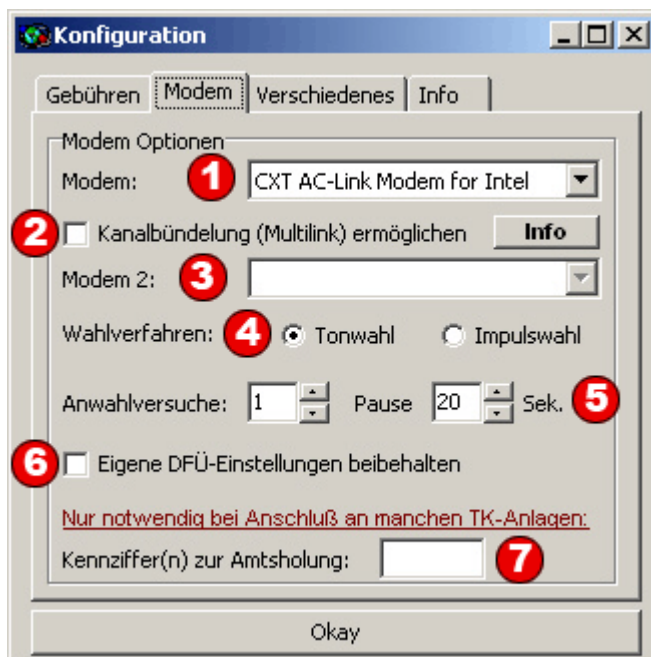 Konfiguration
Gebühren Modem Verschiedenes Info
Modem Optionen
Modem: 1 CXT AC-Link Modem for Intel
2 Kanalbündelung (Multilink) ermöglichen Info
Modem 2: 3
Wahlverfahren: 4 Tonwahl Impulswahl
Anwahlversuche: 1 Pause 20 Sek. 5
6 Eigene DFÜ-Einstellungen beibehalten
Nur notwendig bei Anschluß an manchen TK-Anlagen:
Kennziffer(n) zur Amtsholung: 7
Okay